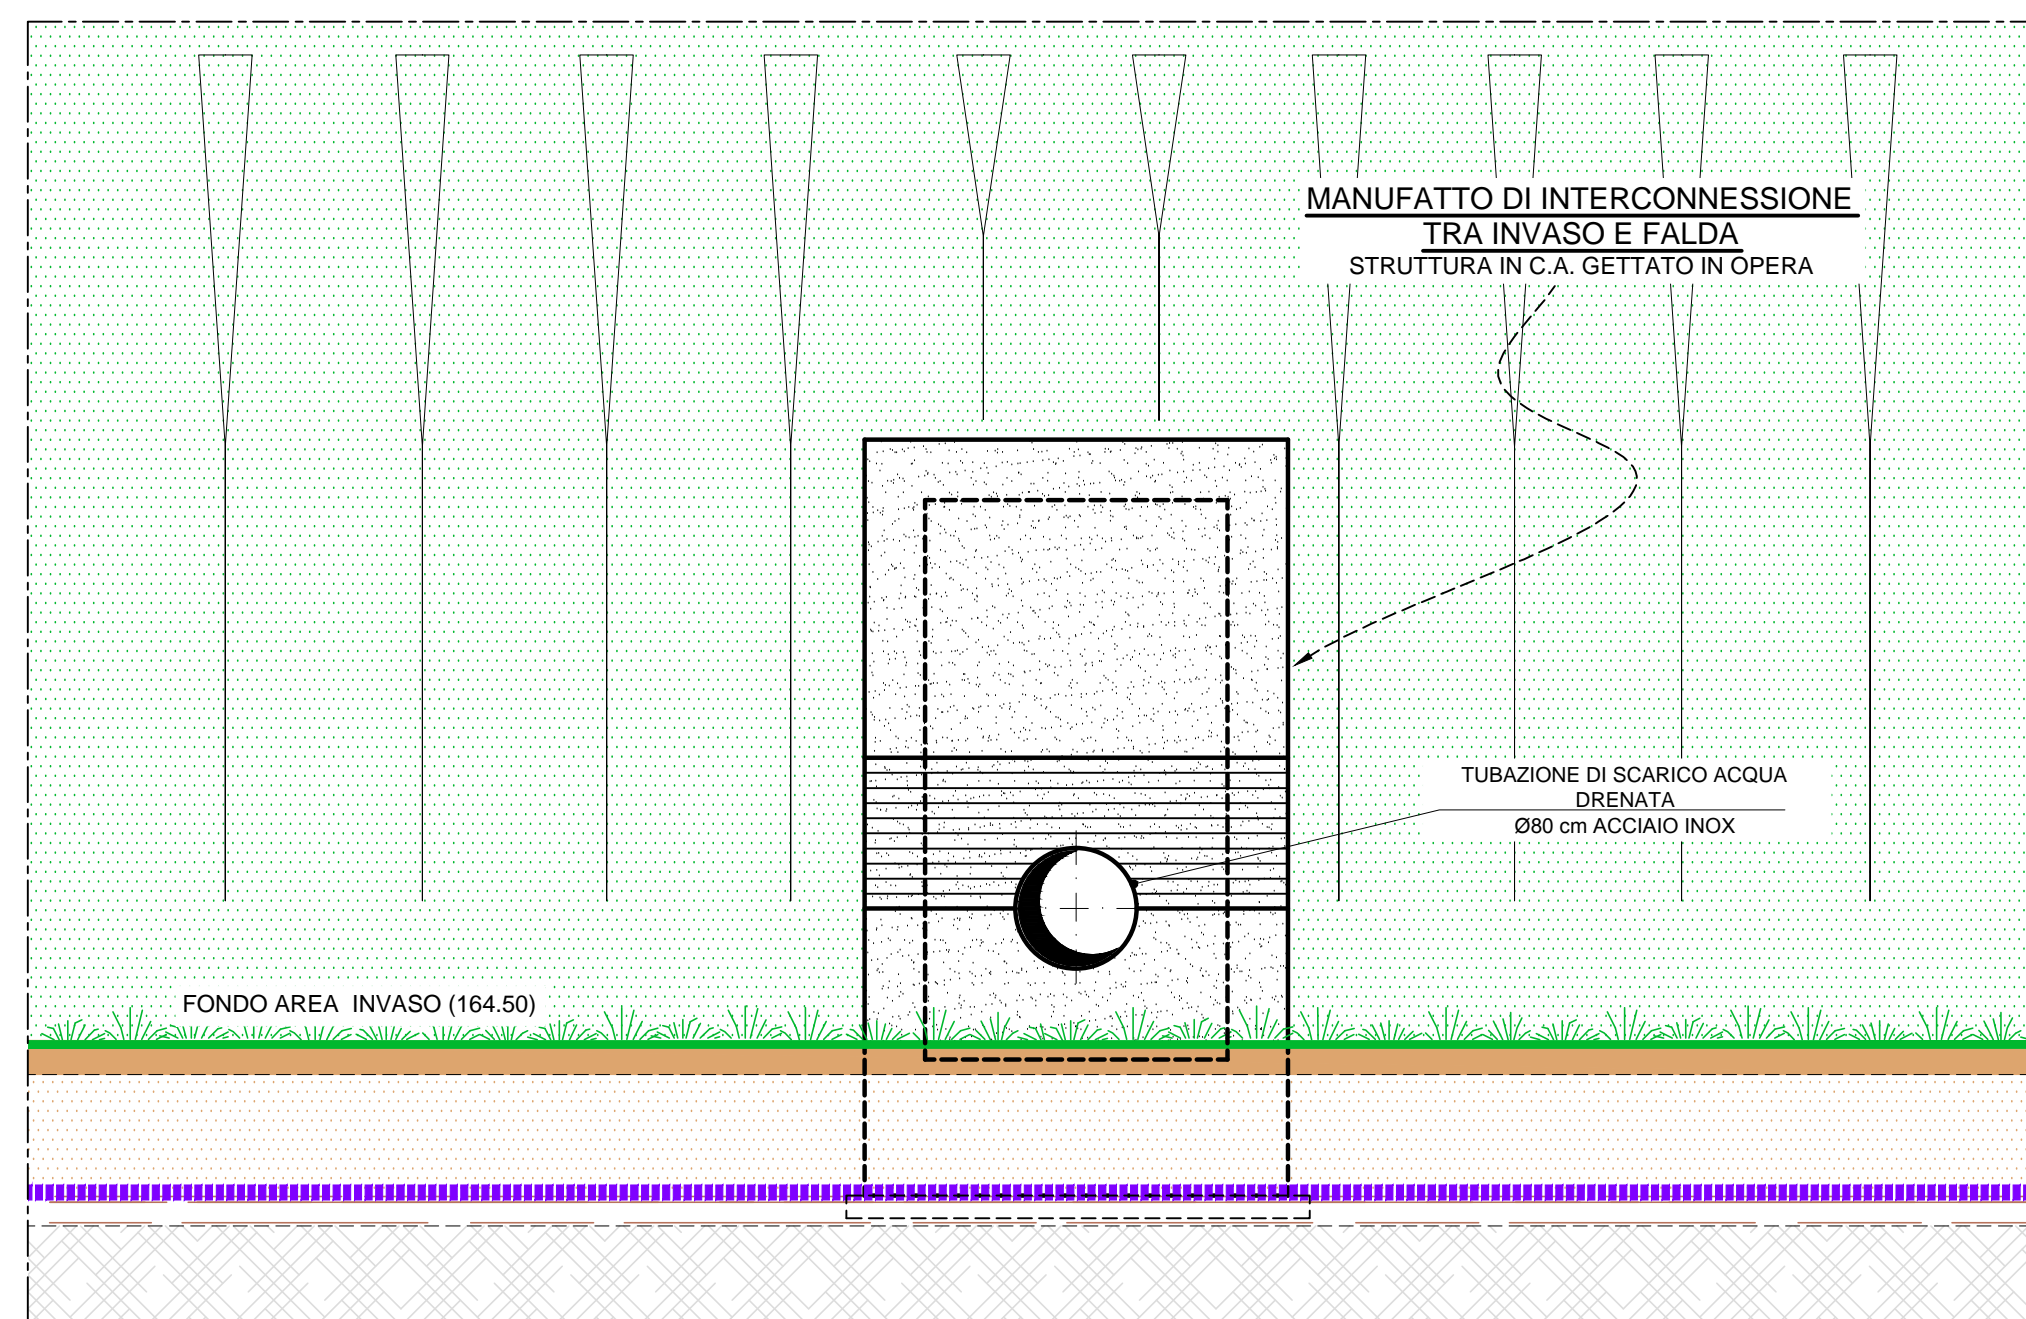 MANUFATTO DI INTERCONNESSIONE
TRA INVASO E FALDA
STRUTTURA IN C.A. GETTATO IN OPERA
TUBAZIONE DI SCARICO ACQUA
DRENATA
Ø80 cm ACCIAIO INOX
FONDO AREA INVASO (164.50)